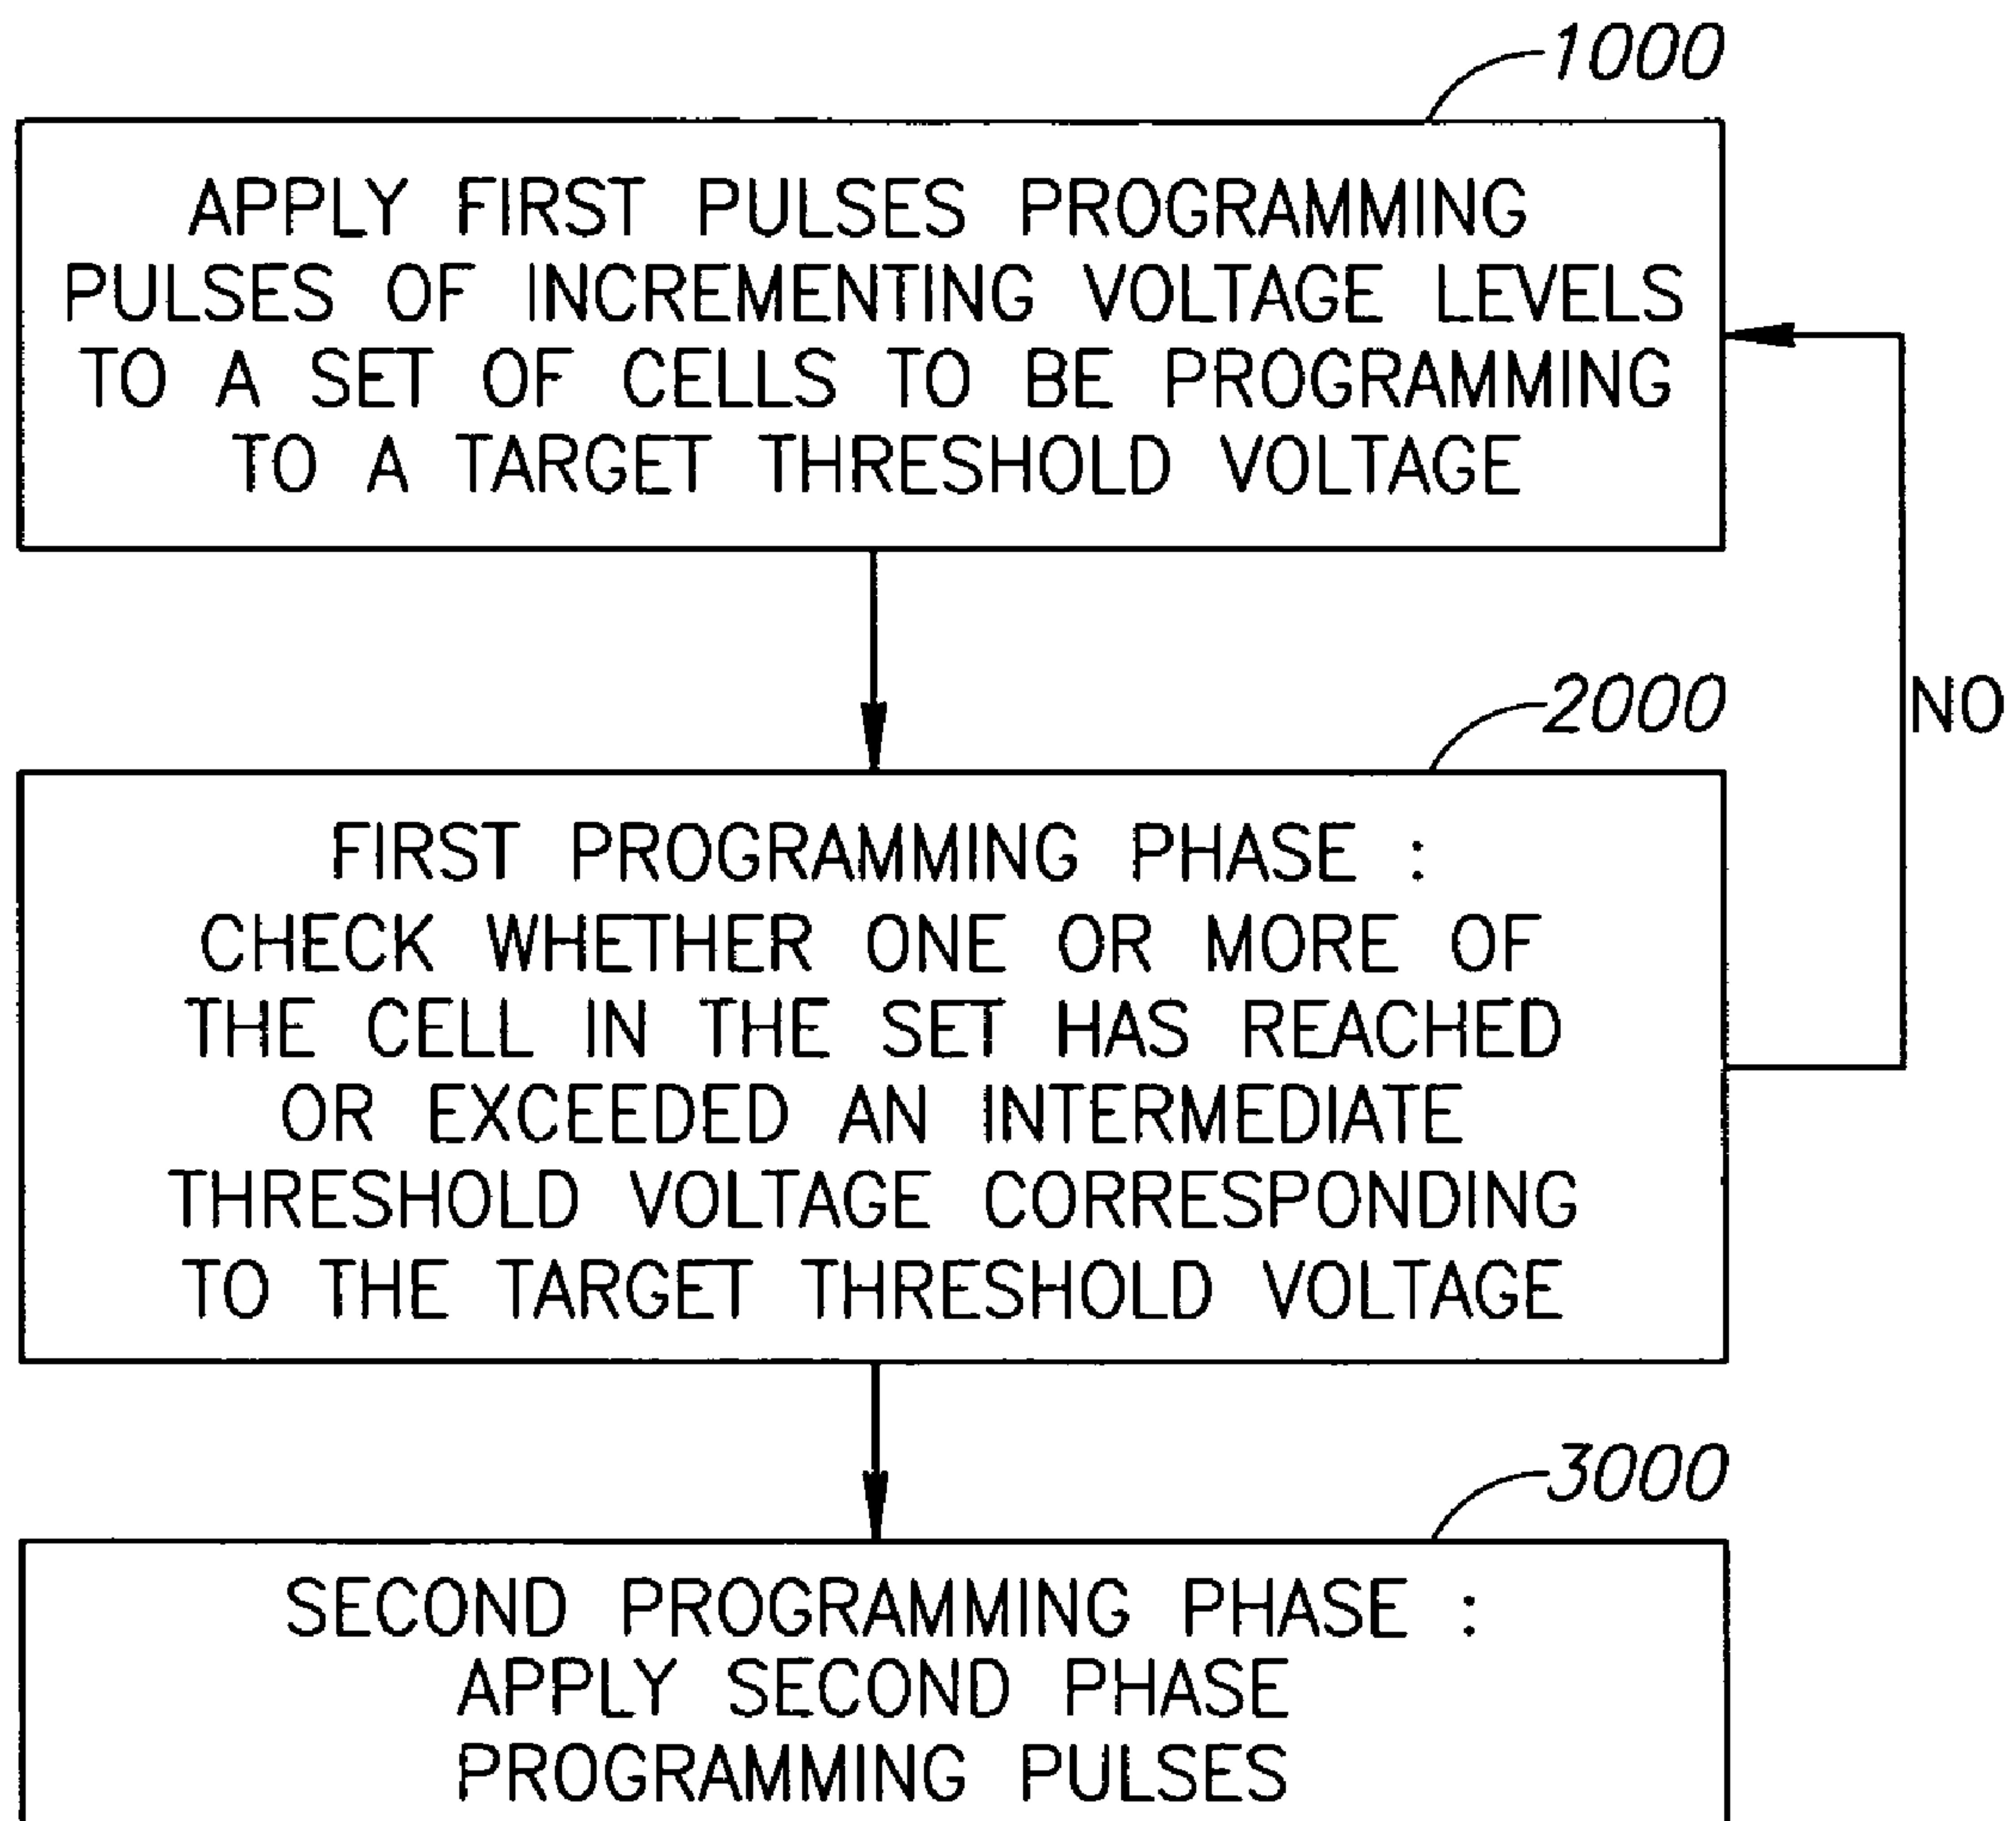 1000
APPLY FIRST PULSES PROGRAMMING
PULSES OF INCREMENTING VOLTAGE LEVELS
TO A SET OF CELLS TO BE PROGRAMMING
TO A TARGET THRESHOLD VOLTAGE
2000
NO
FIRST PROGRAMMING PHASE :
CHECK WHETHER ONE OR MORE OF
THE CELL IN THE SET HAS REACHED
OR EXCEEDED AN INTERMEDIATE
THRESHOLD VOLTAGE CORRESPONDING
TO THE TARGET THRESHOLD VOLTAGE
3000
SECOND PROGRAMMING PHASE :
APPLY SECOND PHASE
PROGRAMMING PULSES